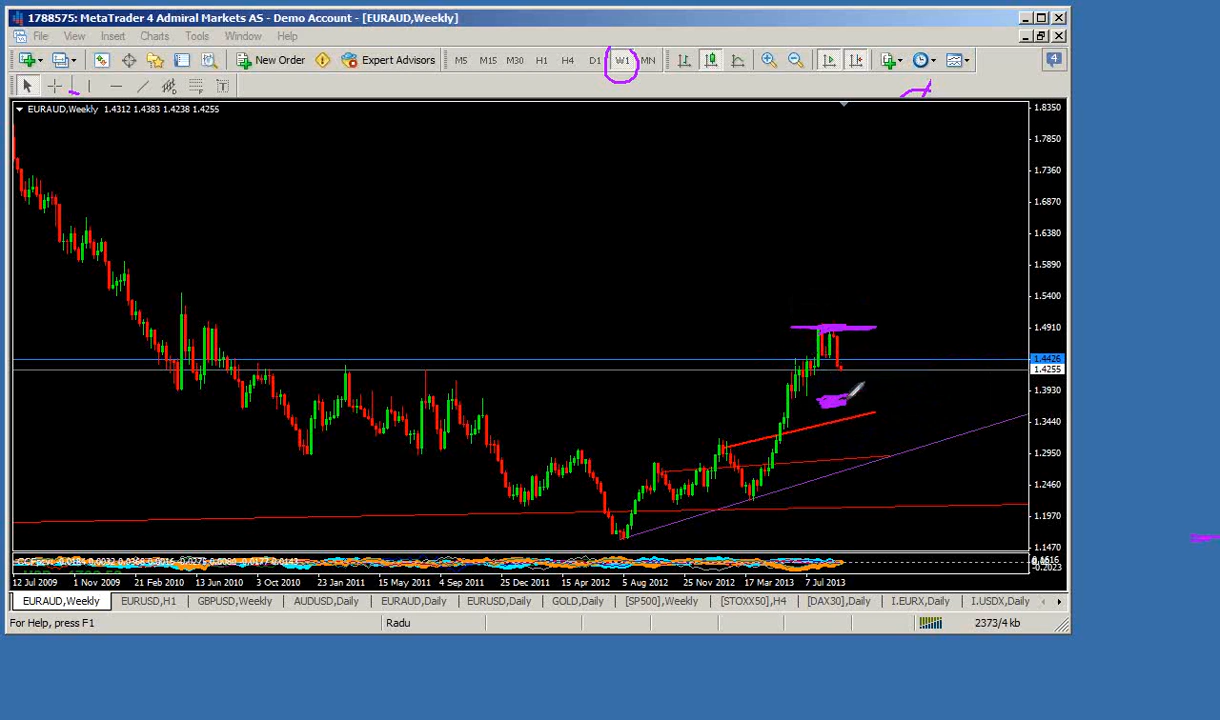 1788575: MetaTrader 4 Admiral Markets AS - Demo Account - [EURAUD,Weekly]
File View Insert Charts Tools Window Help
New Order Expert Advisors M5 M15 M30 H1 H4 D1 W1 MN 4
T
EURAUD,Weekly 1.4312 1.4383 1.4238 1.4255
1.8350
1.7850
1.7360
1.6870
1.6380
1.5890
1.5400
1.4910
1.4426
1.4255
1.3930
1.3440
1.2950
1.2460
1.1970
1.1470
-0.2023
12 Jul 2009 1 Nov 2009 21 Feb 2010 13 Jun 2010 3 Oct 2010 23 Jan 2011 15 May 2011 4 Sep 2011 25 Dec 2011 15 Apr 2012 5 Aug 2012 25 Nov 2012 17 Mar 2013 7 Jul 2013
EURAUD,Weekly EURUSD,H1 GBPUSD,Weekly AUDUSD,Daily EURAUD,Daily EURUSD,Daily GOLD,Daily [SP500],Weekly [STOXX50],H4 [DAX30],Daily I.EURX,Daily I.USDX,Daily
For Help, press F1 Radu 2373/4 kb